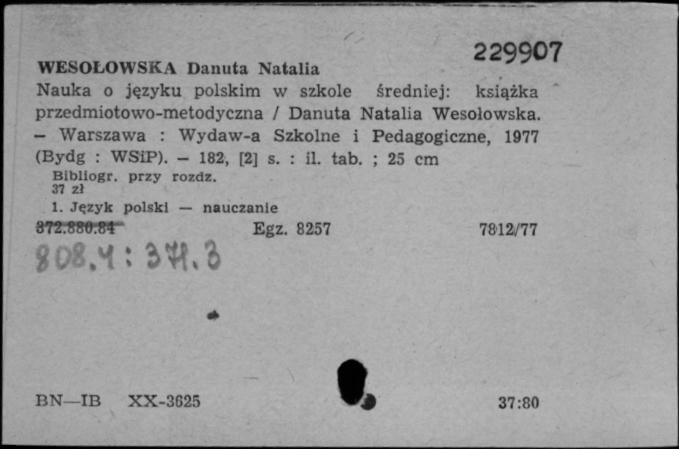 229907
WESOŁOWSKA Danuta Natalia
Nauka o języku polskim w szkole średniej: książka
przedmiotowo-metodyczna / Danuta Natalia Wesołowska.
— Warszawa : Wydaw-a Szkolne i Pedagogiczne, 1977
(Bydg : WSiP). — 182, [2] s. : il. tab. ; 25 cm
Bibliogr. przy rozdz.
37 zł
1. Język polski — nauczanie
372.880.84 Egz. 8257 7812/77
808.4 : 371.3
BN—IB XX-3625 37:80